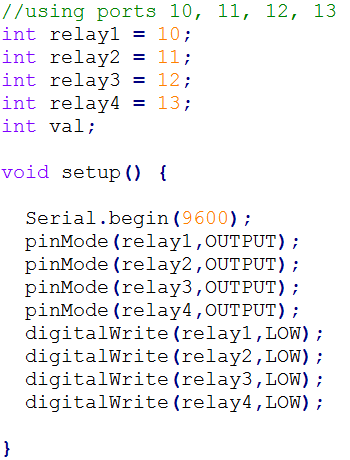 //using ports 10, 11, 12, 13
int relay1 = 10;
int relay2 = 11;
int relay3 = 12;
int relay4 = 13;
int val;

void setup() {

  Serial.begin(9600);
  pinMode(relay1,OUTPUT);
  pinMode(relay2,OUTPUT);
  pinMode(relay3,OUTPUT);
  pinMode(relay4,OUTPUT);
  digitalWrite(relay1,LOW);
  digitalWrite(relay2,LOW);
  digitalWrite(relay3,LOW);
  digitalWrite(relay4,LOW);

}